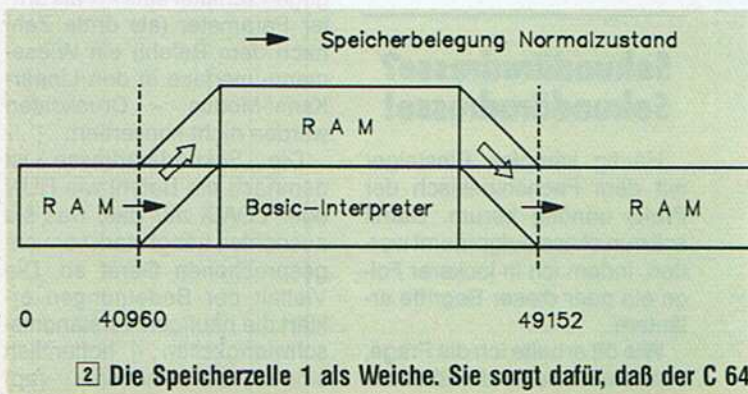 Speicherbelegung Normalzustand
R A M
R A M Basic-Interpreter R A M
0 40960 49152
2 Die Speicherzelle 1 als Weiche. Sie sorgt dafür, daß der C 64